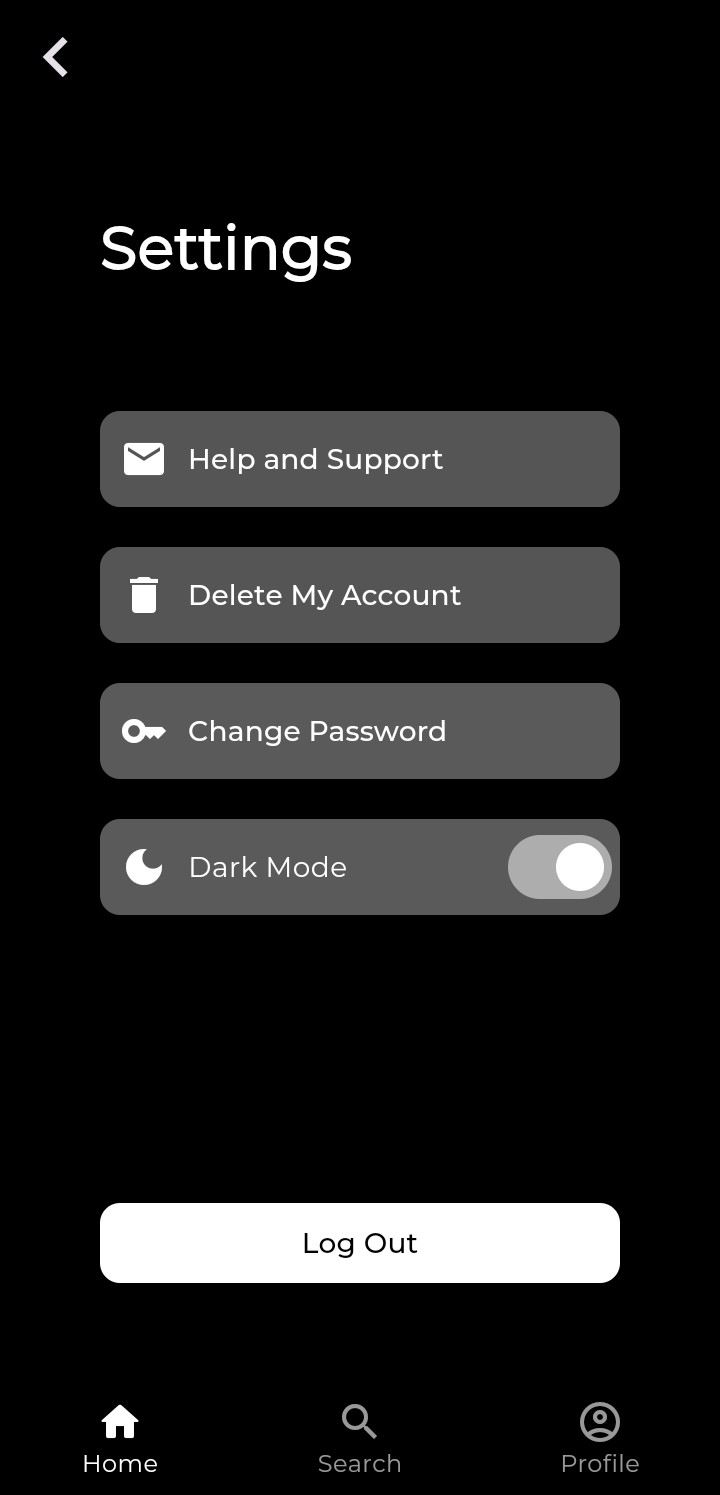 Settings
Help and Support
Delete My Account
Change Password
Dark Mode
Log Out
Home
Search
Profile